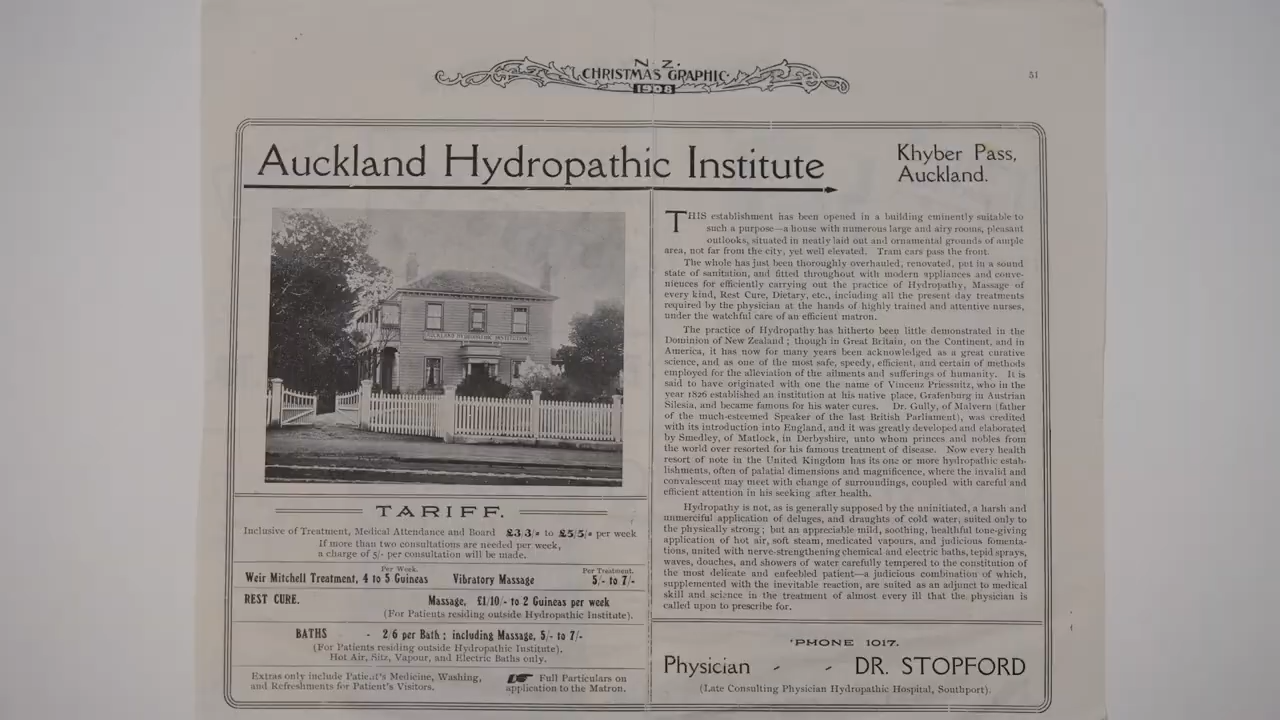 N. Z.
CHRISTMAS GRAPHIC
1908
51
Auckland Hydropathic Institute
Khyber Pass,
Auckland.
AUCKLAND HYDROPATHIC INSTITUTION
TARIFF.
Inclusive of Treatment, Medical Attendance and Board £3/3/- to £5/5/- per week
If more than two consultations are needed per week,
a charge of 5/- per consultation will be made.
Per Week. Per Treatment.
Weir Mitchell Treatment, 4 to 5 Guineas Vibratory Massage 5/- to 7/-
REST CURE. Massage, £1/10/- to 2 Guineas per week
(For Patients residing outside Hydropathic Institute).
BATHS - 2/6 per Bath; including Massage, 5/- to 7/-
(For Patients residing outside Hydropathic Institute).
Hot Air, Sitz, Vapour, and Electric Baths only.
Extras only include Patient's Medicine, Washing,
and Refreshments for Patient's Visitors.
Full Particulars on
application to the Matron.
THIS establishment has been opened in a building eminently suitable to
such a purpose—a house with numerous large and airy rooms, pleasant
outlooks, situated in neatly laid out and ornamental grounds of ample
area, not far from the city, yet well elevated. Tram cars pass the front.
The whole has just been thoroughly overhauled, renovated, put in a sound
state of sanitation, and fitted throughout with modern appliances and conve-
niences for efficiently carrying out the practice of Hydropathy, Massage of
every kind, Rest Cure, Dietary, etc., including all the present day treatments
required by the physician at the hands of highly trained and attentive nurses,
under the watchful care of an efficient matron.
The practice of Hydropathy has hitherto been little demonstrated in the
Dominion of New Zealand; though in Great Britain, on the Continent, and in
America, it has now for many years been acknowledged as a great curative
science, and as one of the most safe, speedy, efficient, and certain of methods
employed for the alleviation of the ailments and sufferings of humanity. It is
said to have originated with one the name of Vincenz Priessnitz, who in the
year 1826 established an institution at his native place, Grafenburg in Austrian
Silesia, and became famous for his water cures. Dr. Gully, of Malvern (father
of the much-esteemed Speaker of the last British Parliament), was credited
with its introduction into England, and it was greatly developed and elaborated
by Smedley, of Matlock, in Derbyshire, unto whom princes and nobles from
the world over resorted for his famous treatment of disease. Now every health
resort of note in the United Kingdom has its one or more hydropathic estab-
lishments, often of palatial dimensions and magnificence, where the invalid and
convalescent may meet with change of surroundings, coupled with careful and
efficient attention in his seeking after health.
Hydropathy is not, as is generally supposed by the uninitiated, a harsh and
unmerciful application of deluges, and draughts of cold water, suited only to
the physically strong; but an appreciable mild, soothing, healthful tone-giving
application of hot air, soft steam, medicated vapours, and judicious fomenta-
tions, united with nerve-strengthening chemical and electric baths, tepid sprays,
waves, douches, and showers of water carefully tempered to the constitution of
the most delicate and enfeebled patient—a judicious combination of which,
supplemented with the inevitable reaction, are suited as an adjunct to medical
skill and science in the treatment of almost every ill that the physician is
called upon to prescribe for.
'PHONE 1017.
Physician - - DR. STOPFORD
(Late Consulting Physician Hydropathic Hospital, Southport).